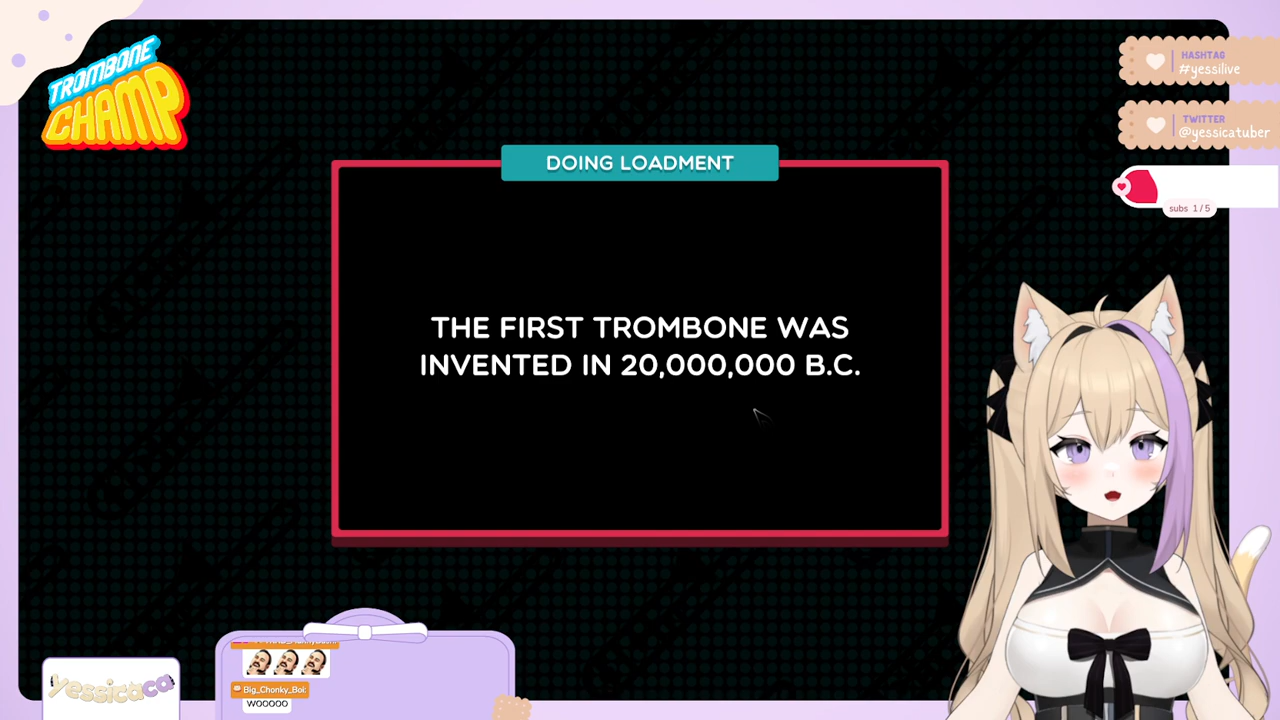 TROMBONE
CHAMP
HASHTAG
#yessilive
TWITTER
@yessicatuber
subs 1 / 5
DOING LOADMENT
THE FIRST TROMBONE WAS
INVENTED IN 20,000,000 B.C.
Big_Chonky_Boi:
WOOOOO
yessicaca